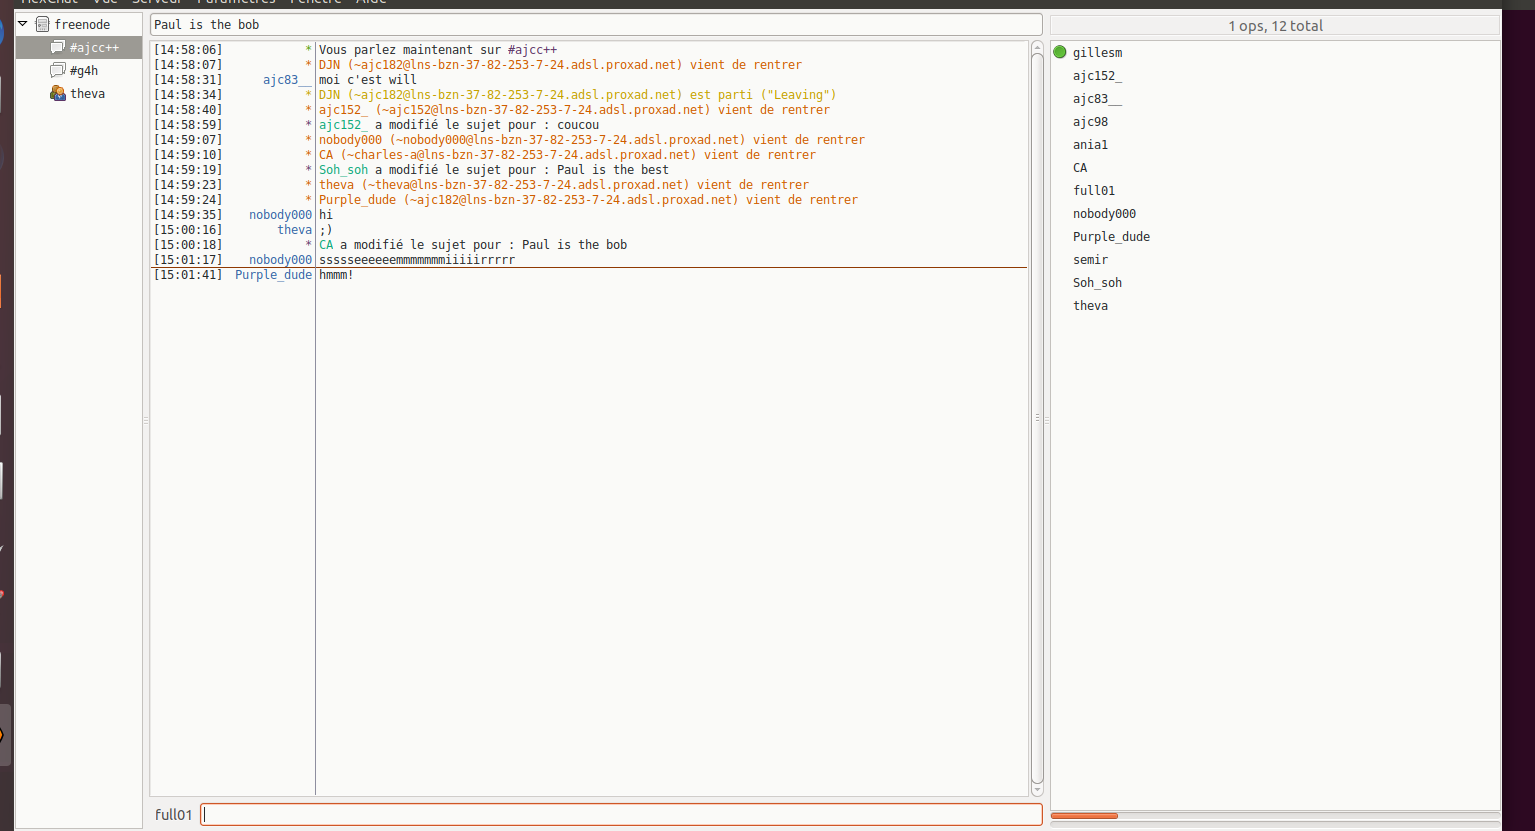 HexChat Vue Serveur Paramètres Fenêtre Aide
freenode
#ajcc++
#g4h
theva
Paul is the bob
[14:58:06] * Vous parlez maintenant sur #ajcc++
[14:58:07] * DJN (~ajc182@lns-bzn-37-82-253-7-24.adsl.proxad.net) vient de rentrer
[14:58:31] ajc83__ moi c'est will
[14:58:34] * DJN (~ajc182@lns-bzn-37-82-253-7-24.adsl.proxad.net) est parti ("Leaving")
[14:58:40] * ajc152_ (~ajc152@lns-bzn-37-82-253-7-24.adsl.proxad.net) vient de rentrer
[14:58:59] * ajc152_ a modifié le sujet pour : coucou
[14:59:07] * nobody000 (~nobody000@lns-bzn-37-82-253-7-24.adsl.proxad.net) vient de rentrer
[14:59:10] * CA (~charles-a@lns-bzn-37-82-253-7-24.adsl.proxad.net) vient de rentrer
[14:59:19] * Soh_soh a modifié le sujet pour : Paul is the best
[14:59:23] * theva (~theva@lns-bzn-37-82-253-7-24.adsl.proxad.net) vient de rentrer
[14:59:24] * Purple_dude (~ajc182@lns-bzn-37-82-253-7-24.adsl.proxad.net) vient de rentrer
[14:59:35] nobody000 hi
[15:00:16] theva ;)
[15:00:18] * CA a modifié le sujet pour : Paul is the bob
[15:01:17] nobody000 ssssseeeeeemmmmmmmiiiiirrrrr
[15:01:41] Purple_dude hmmm!
full01
1 ops, 12 total
gillesm
ajc152_
ajc83__
ajc98
ania1
CA
full01
nobody000
Purple_dude
semir
Soh_soh
theva